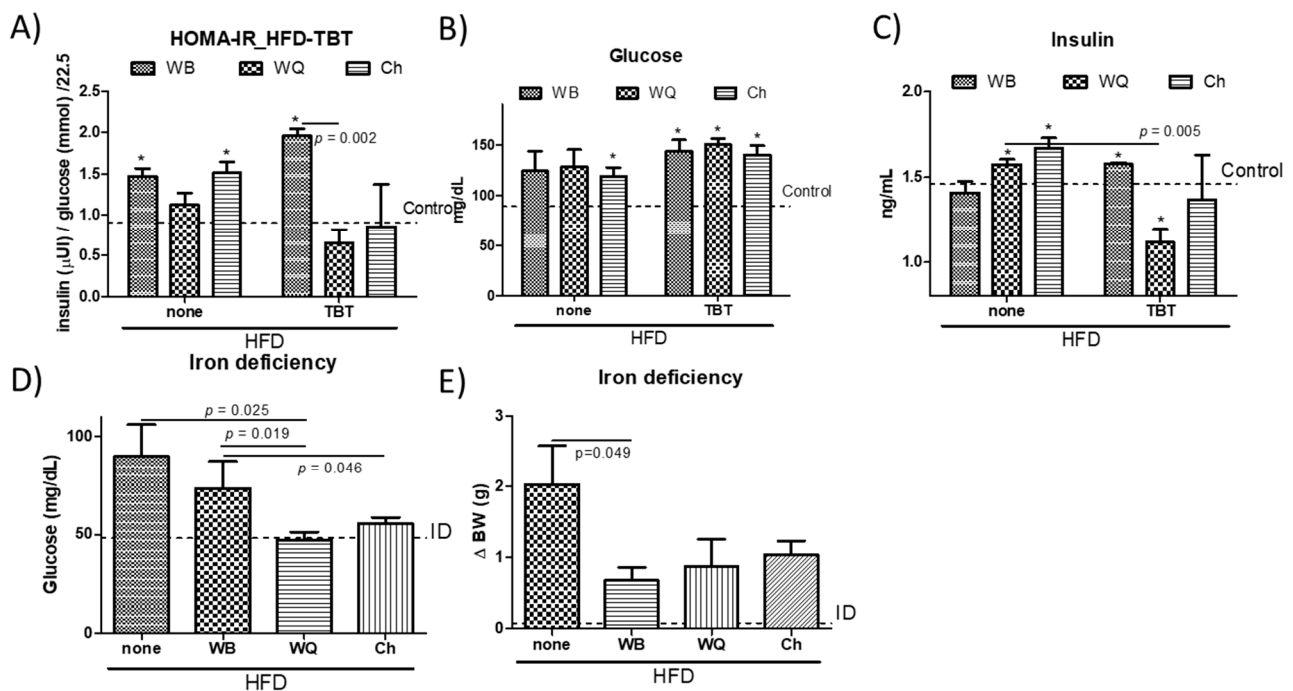 A)
HOMA-IR_HFD-TBT
WB WQ Ch
insulin (μUI) / glucose (mmol) /22.5
2.5
2.0
1.5
1.0
0.5
0.0
*
*
*
p = 0.002
Control
none TBT
HFD
B)
Glucose
WB WQ Ch
mg/dL
150
100
50
0
*
* * *
Control
none TBT
HFD
C)
Insulin
WB WQ Ch
ng/mL
2.0
1.5
1.0
*
*
*
*
p = 0.005
Control
none TBT
HFD
D)
Iron deficiency
Glucose (mg/dL)
100
50
0
p = 0.025
p = 0.019
p = 0.046
ID
none WB WQ Ch
HFD
E)
Iron deficiency
Δ BW (g)
3
2
1
0
p=0.049
ID
none WB WQ Ch
HFD